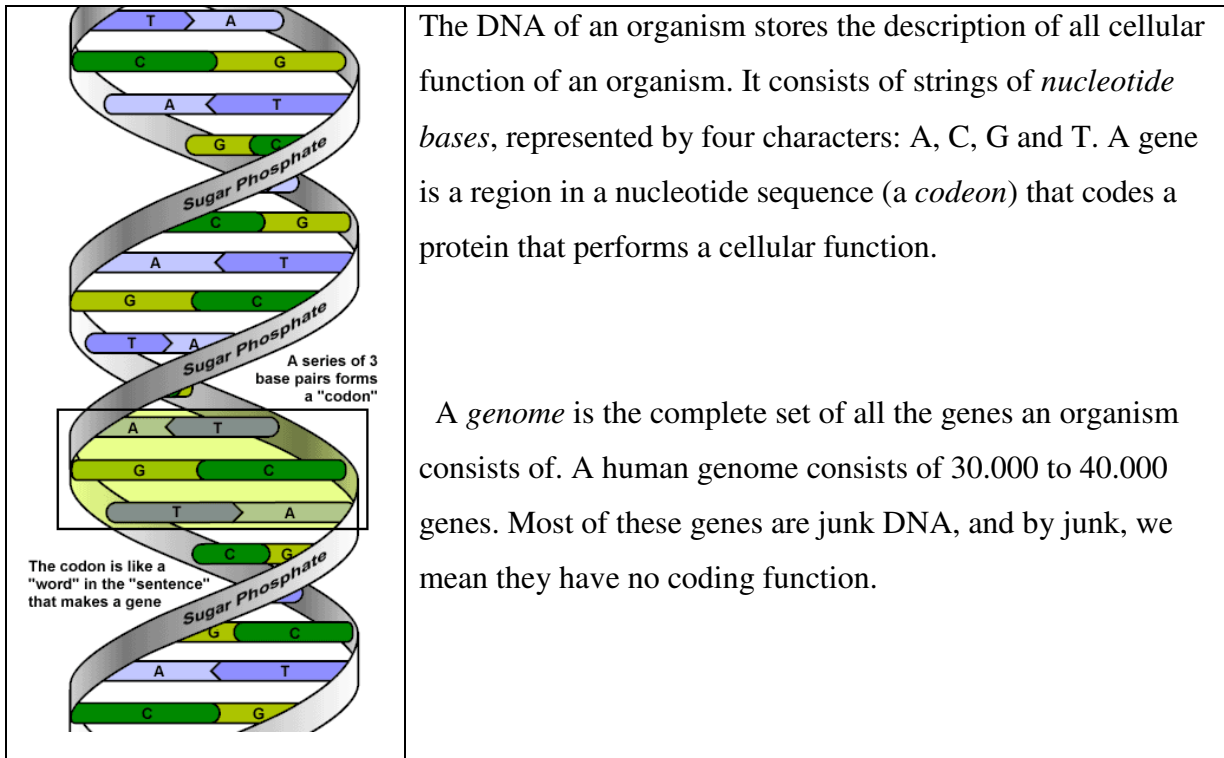 T A
C G
A T
G C
Sugar Phosphate
C G
A T
G C
T A
Sugar Phosphate
A series of 3
base pairs forms
a "codon"
A T
G C
T A
C G
The codon is like a
"word" in the "sentence"
that makes a gene
Sugar Phosphate
G C
A T
C G
The DNA of an organism stores the description of all cellular
function of an organism. It consists of strings of nucleotide
bases, represented by four characters: A, C, G and T. A gene
is a region in a nucleotide sequence (a codeon) that codes a
protein that performs a cellular function.
A genome is the complete set of all the genes an organism
consists of. A human genome consists of 30.000 to 40.000
genes. Most of these genes are junk DNA, and by junk, we
mean they have no coding function.